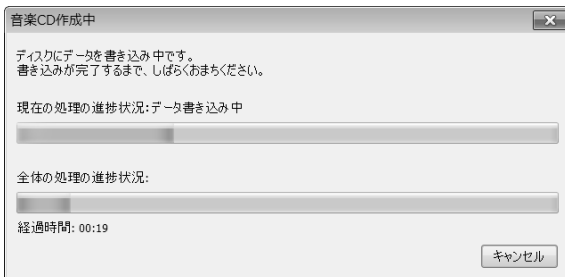 音楽CD作成中
ディスクにデータを書き込み中です。
書き込みが完了するまで、しばらくおまちください。
現在の処理の進捗状況:データ書き込み中
全体の処理の進捗状況:
経過時間: 00:19
キャンセル